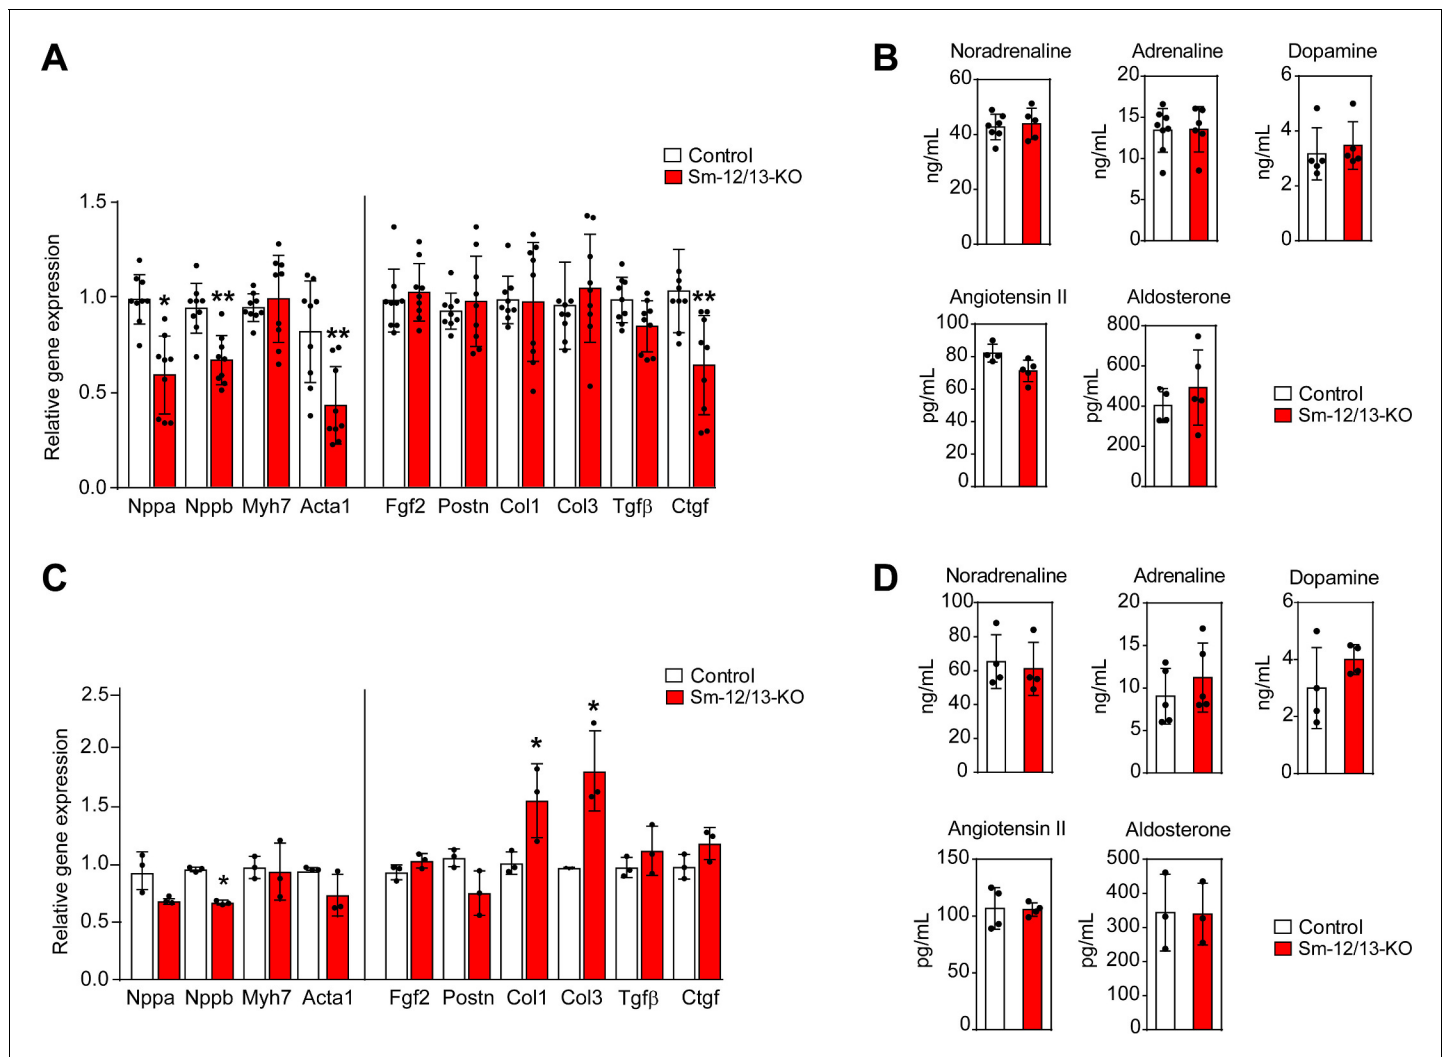 A
Control
Sm-12/13-KO
Relative gene expression
1.5
1.0
0.5
0.0
* ** ** **
Nppa Nppb Myh7 Acta1 Fgf2 Postn Col1 Col3 Tgfβ Ctgf
B
Noradrenaline
ng/mL
60
40
20
0
Adrenaline
ng/mL
20
15
10
5
0
Dopamine
ng/mL
6
4
2
0
Angiotensin II
pg/mL
100
80
60
40
20
0
Aldosterone
pg/mL
800
600
400
200
0
Control
Sm-12/13-KO
C
Control
Sm-12/13-KO
Relative gene expression
2.5
2.0
1.5
1.0
0.5
0.0
* * *
Nppa Nppb Myh7 Acta1 Fgf2 Postn Col1 Col3 Tgfβ Ctgf
D
Noradrenaline
ng/mL
100
80
60
40
20
0
Adrenaline
ng/mL
20
15
10
5
0
Dopamine
ng/mL
6
4
2
0
Angiotensin II
pg/mL
150
100
50
0
Aldosterone
pg/mL
500
400
300
200
100
0
Control
Sm-12/13-KO